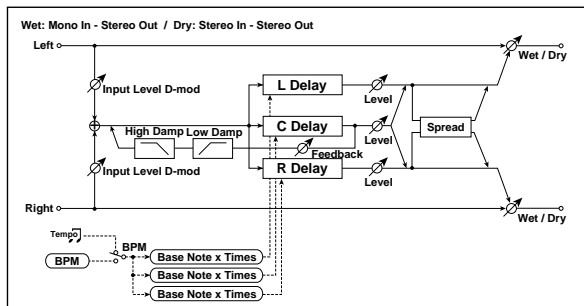 Wet: Mono In - Stereo Out / Dry: Stereo In - Stereo Out
Left
Wet / Dry
Input Level D-mod
L Delay
Level
High Damp
Low Damp
C Delay
Level
Spread
Feedback
Input Level D-mod
R Delay
Level
Right
Wet / Dry
Tempo
BPM
BPM
Base Note x Times
Base Note x Times
Base Note x Times